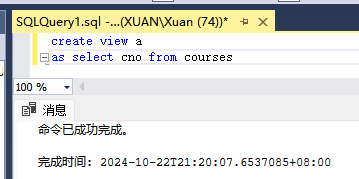 SQLQuery1.sql -...(XUAN\Xuan (74))*
create view a
as select cno from courses
100 %
消息
命令已成功完成。
完成时间: 2024-10-22T21:20:07.6537085+08:00